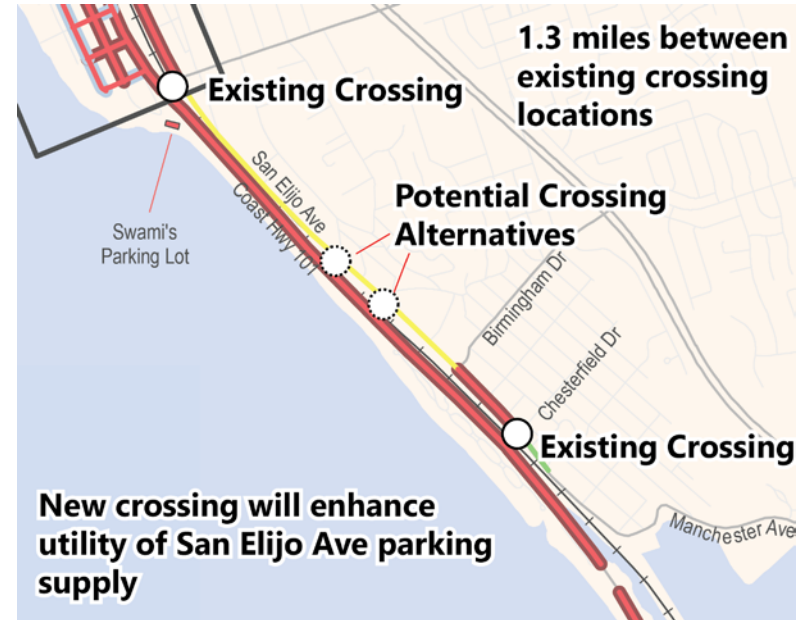 1.3 miles between
existing crossing
locations
Existing Crossing
San Elijo Ave
Coast Hwy 101
Potential Crossing
Alternatives
Swami's
Parking Lot
Birmingham Dr
Chesterfield Dr
Existing Crossing
New crossing will enhance
utility of San Elijo Ave parking
supply
Manchester Ave